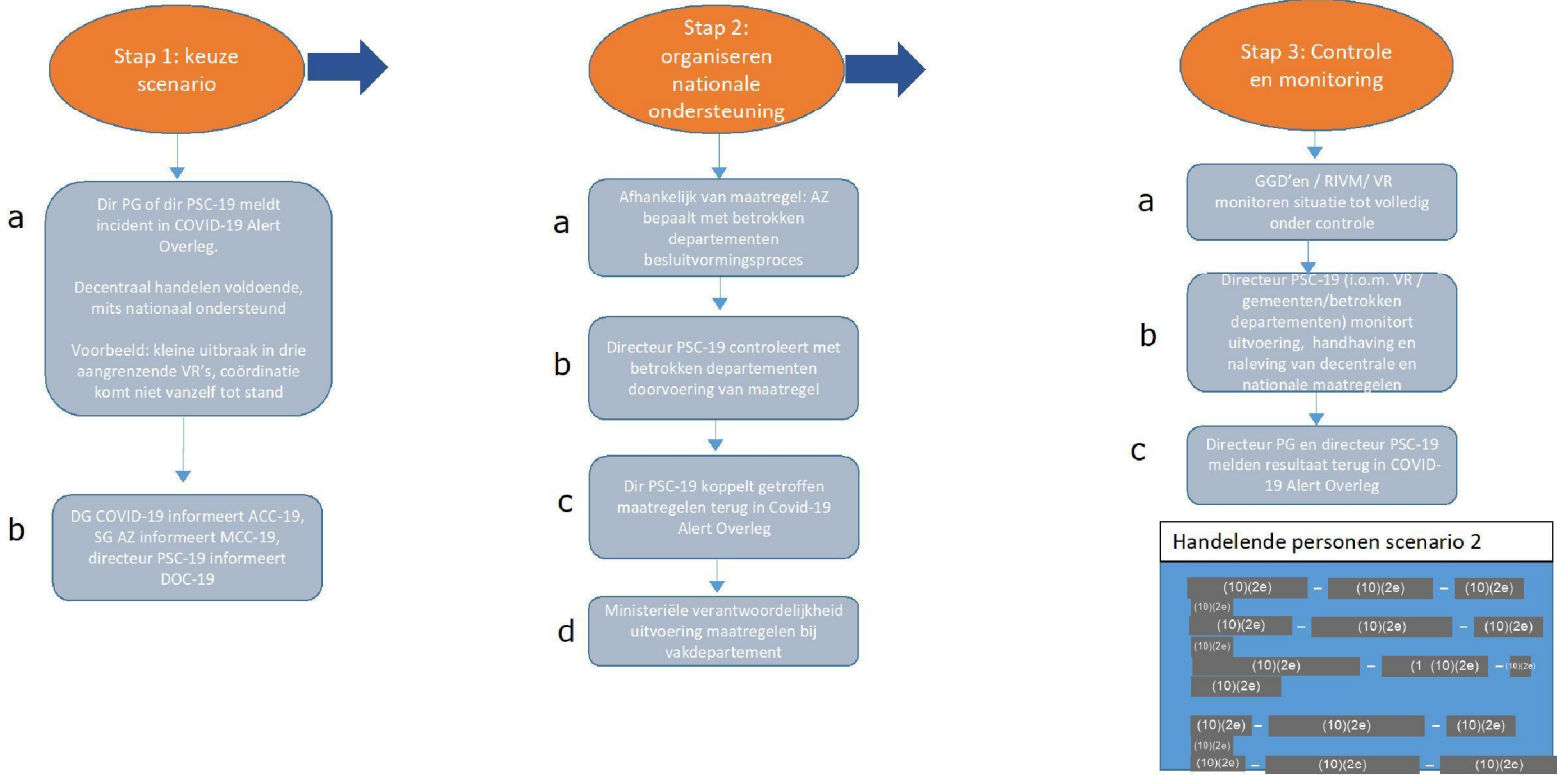 Stap 1: keuze
scenario
a
Dir PG of dir PSC-19 meldt
incident in COVID-19 Alert
Overleg.
Decentraal handelen voldoende,
mits nationaal ondersteund
Voorbeeld: kleine uitbraak in drie
aangrenzende VR's, coördinatie
komt niet vanzelf tot stand
b
DG COVID-19 informeert ACC-19,
SG AZ informeert MCC-19,
directeur PSC-19 informeert
DOC-19
Stap 2:
organiseren
nationale
ondersteuning
a
Afhankelijk van maatregel: AZ
bepaalt met betrokken
departementen
besluitvormingsproces
b
Directeur PSC-19 controleert met
betrokken departementen
doorvoering van maatregel
c
Dir PSC-19 koppelt getroffen
maatregelen terug in Covid-19
Alert Overleg
d
Ministeriële verantwoordelijkheid
uitvoering maatregelen bij
vakdepartement
Stap 3: Controle
en monitoring
a
GGD'en / RIVM/ VR
monitoren situatie tot volledig
onder controle
b
Directeur PSC-19 (i.o.m. VR /
gemeenten/betrokken
departementen) monitort
uitvoering, handhaving en
naleving van decentrale en
nationale maatregelen
c
Directeur PG en directeur PSC-19
melden resultaat terug in COVID-
19 Alert Overleg
Handelende personen scenario 2
(10)(2e) – (10)(2e) – (10)(2e)
(10)(2e)
(10)(2e) – (10)(2e) – (10)(2e)
(10)(2e)
(10)(2e) – (1 (10)(2e) – (10)(2e)
(10)(2e)
(10)(2e) – (10)(2e) – (10)(2e)
(10)(2e)
(10)(2e) – (10)(2e) – (10)(2e)